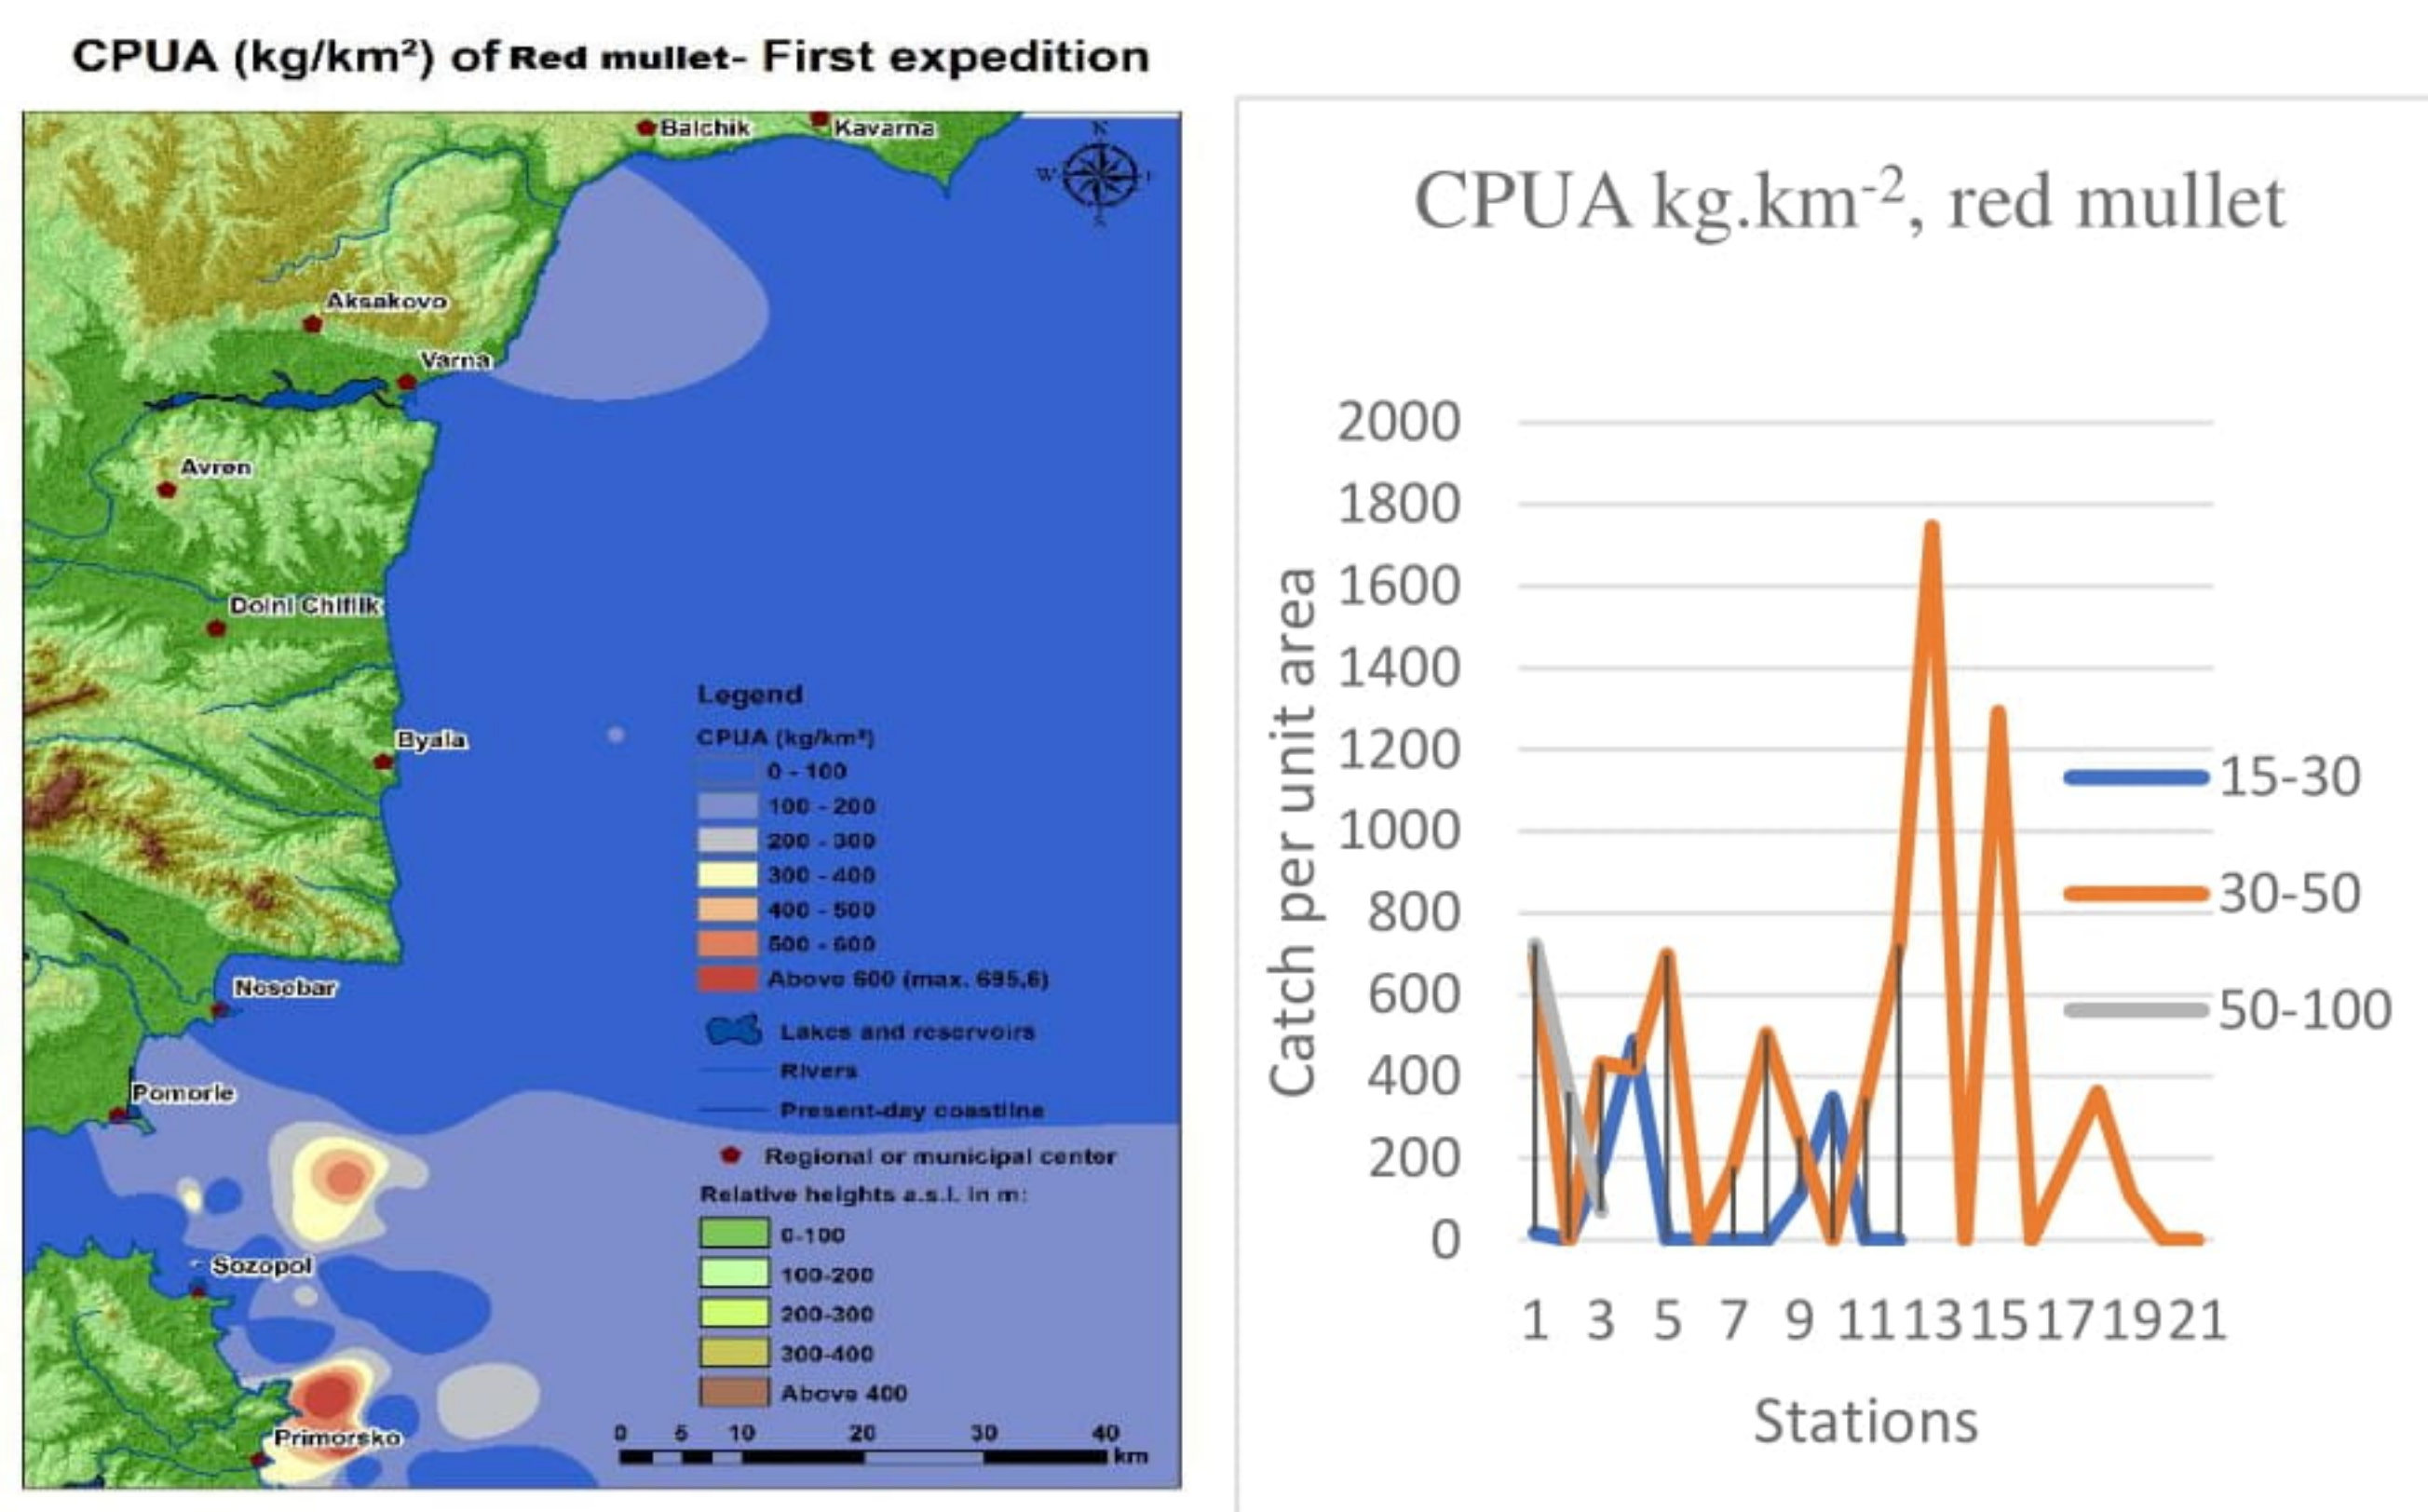 CPUA (kg/km²) of Red mullet- First expedition
Balchik
Kavarna
N
W
Aksakovo
Varna
Avren
Dolni Chiflik
Byala
Nesebar
Pomorie
Sozopol
Primorsko
Legend
CPUA (kg/km²)
0 - 100
100 - 200
200 - 300
300 - 400
400 - 500
500 - 600
Above 600 (max. 695,6)
Lakes and reservoirs
Rivers
Present-day coastline
Regional or municipal center
Relative heights a.s.l. in m:
0-100
100-200
200-300
300-400
Above 400
0 5 10 20 30 40
km
CPUA kg.km-2, red mullet
Catch per unit area
2000
1800
1600
1400
1200
1000
800
600
400
200
0
1 3 5 7 9 11 13 15 17 19 21
Stations
15-30
30-50
50-100